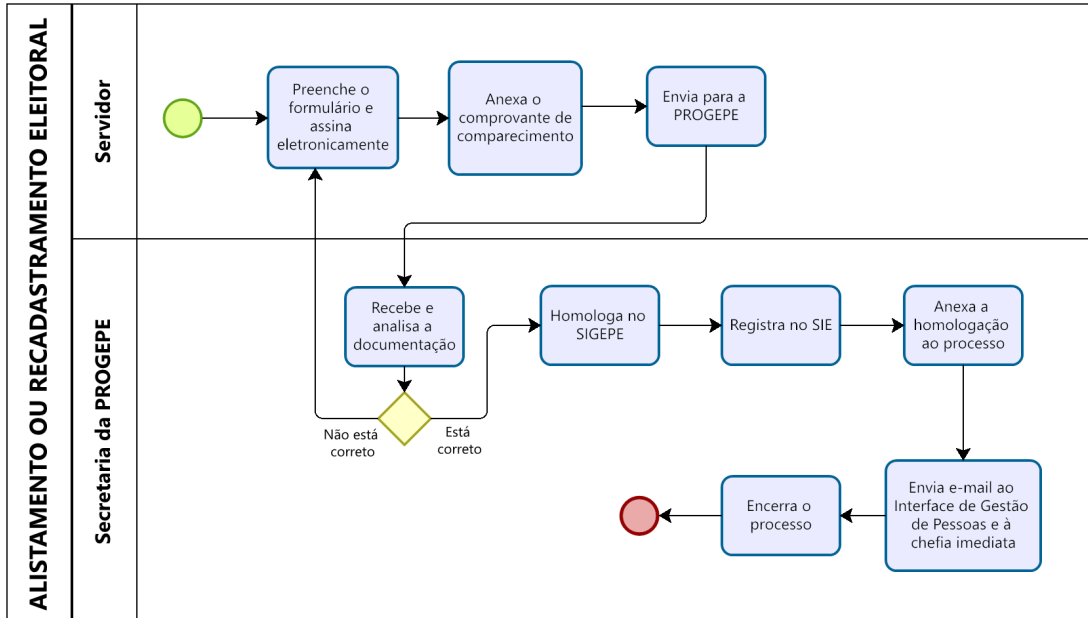 ALISTAMENTO OU RECADASTRAMENTO ELEITORAL
Servidor
Preenche o
formulário e
assina
eletronicamente
Anexa o
comprovante de
comparecimento
Envia para a
PROGEPE
Secretaria da PROGEPE
Recebe e
analisa a
documentação
Não está
correto
Está
correto
Homologa no
SIGEPE
Registra no SIE
Anexa a
homologação
ao processo
Envia e-mail ao
Interface de Gestão
de Pessoas e à
chefia imediata
Encerra o
processo